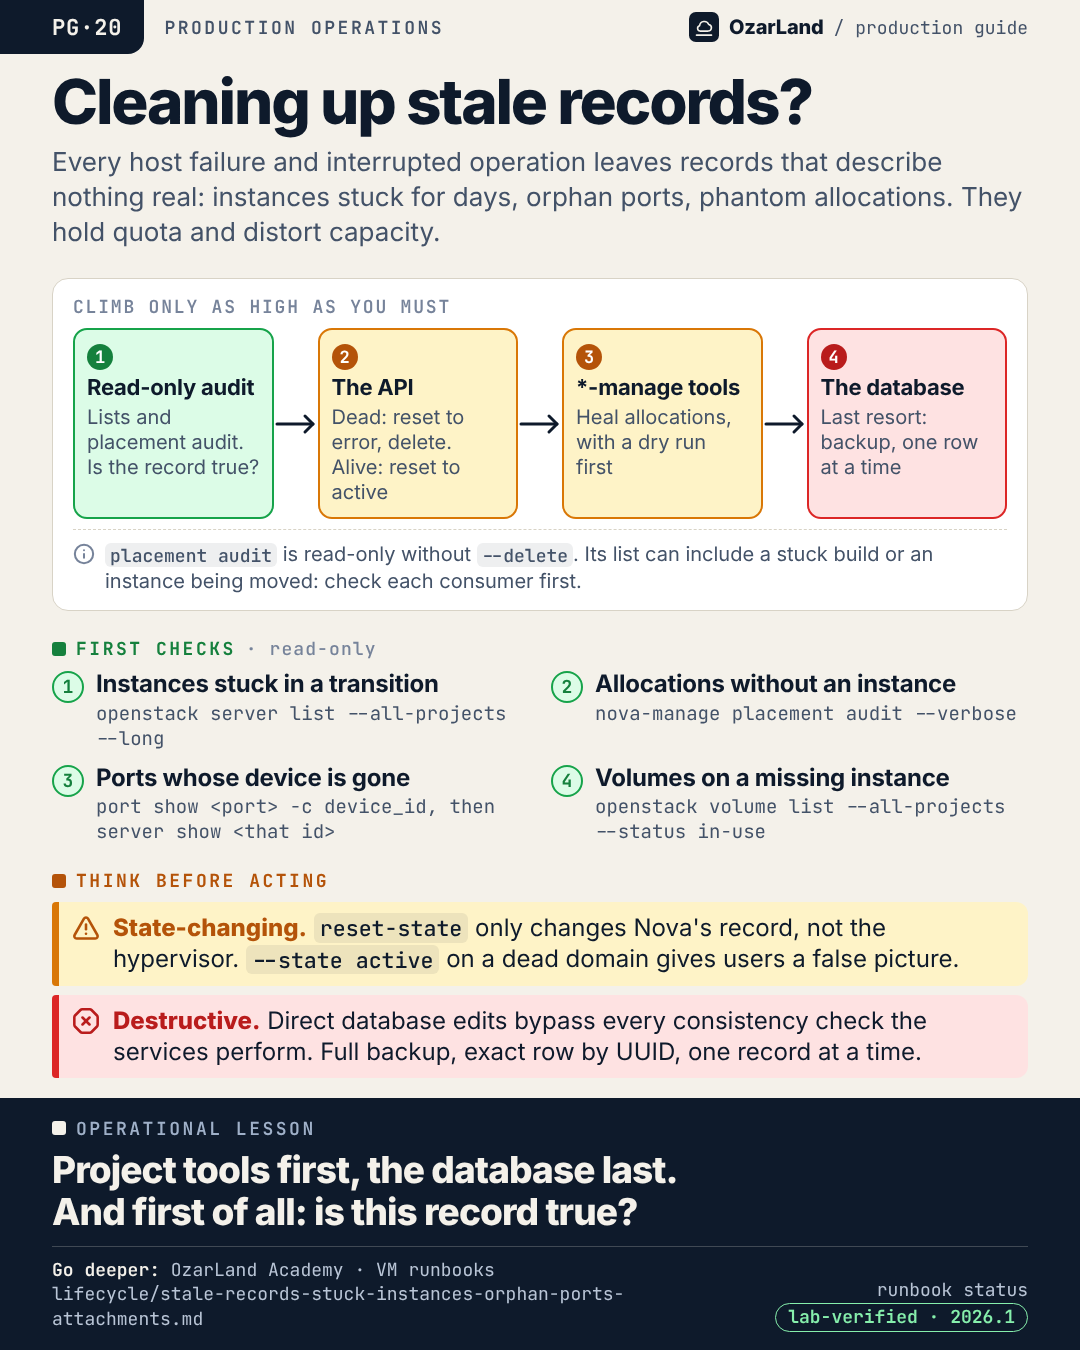 PG·20
PRODUCTION OPERATIONS
OzarLand / production guide
Cleaning up stale records?
Every host failure and interrupted operation leaves records that describe
nothing real: instances stuck for days, orphan ports, phantom allocations. They
hold quota and distort capacity.
CLIMB ONLY AS HIGH AS YOU MUST
1
Read-only audit
Lists and
placement audit.
Is the record true?
2
The API
Dead: reset to
error, delete.
Alive: reset to
active
3
*-manage tools
Heal allocations,
with a dry run
first
4
The database
Last resort:
backup, one row
at a time
placement audit is read-only without --delete. Its list can include a stuck build or an
instance being moved: check each consumer first.
FIRST CHECKS · read-only
1 Instances stuck in a transition
openstack server list --all-projects
--long
2 Allocations without an instance
nova-manage placement audit --verbose
3 Ports whose device is gone
port show <port> -c device_id, then
server show <that id>
4 Volumes on a missing instance
openstack volume list --all-projects
--status in-use
THINK BEFORE ACTING
State-changing. reset-state only changes Nova's record, not the
hypervisor. --state active on a dead domain gives users a false picture.
Destructive. Direct database edits bypass every consistency check the
services perform. Full backup, exact row by UUID, one record at a time.
OPERATIONAL LESSON
Project tools first, the database last.
And first of all: is this record true?
Go deeper: OzarLand Academy · VM runbooks
lifecycle/stale-records-stuck-instances-orphan-ports-
attachments.md
runbook status
lab-verified · 2026.1